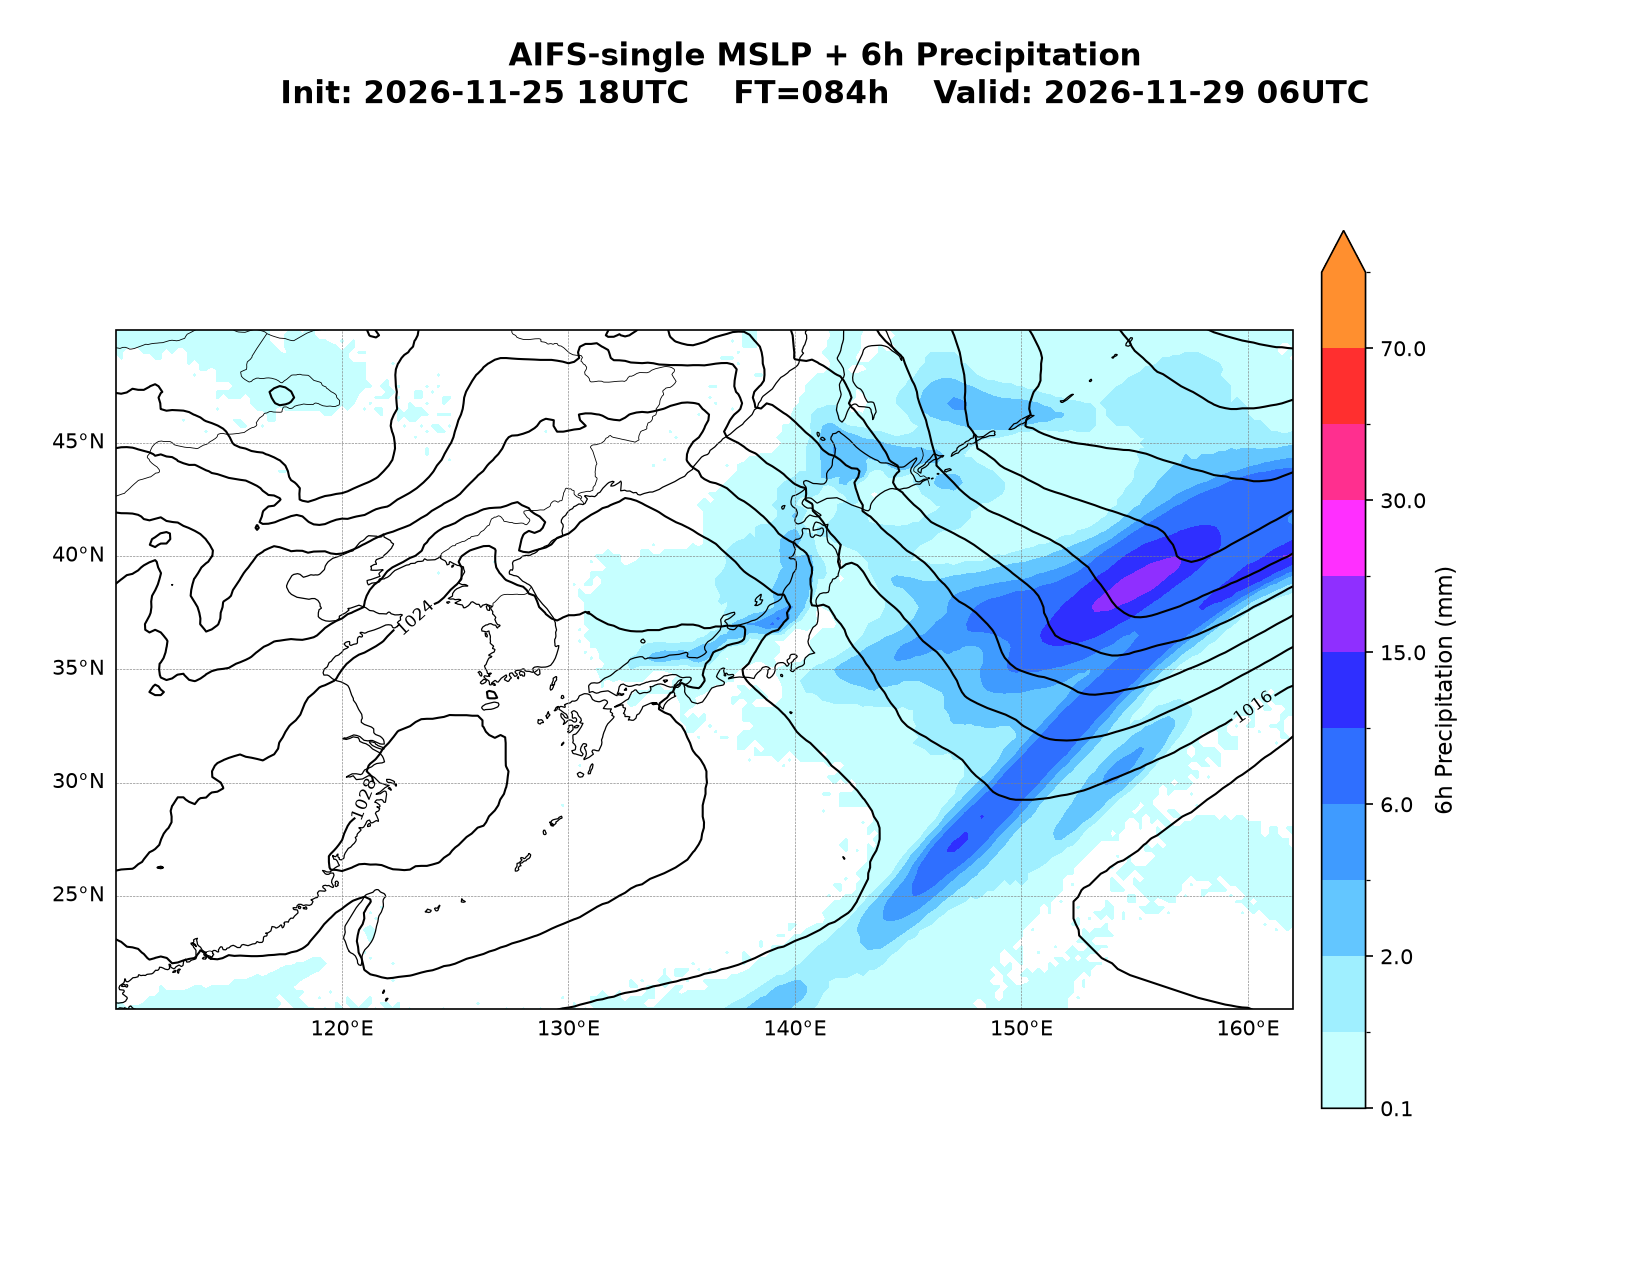 AIFS-single MSLP + 6h Precipitation
Init: 2026-11-25 18UTC    FT=084h    Valid: 2026-11-29 06UTC
45°N
40°N
35°N
30°N
25°N
120°E
130°E
140°E
150°E
160°E
1024
1028
1016
70.0
30.0
15.0
6.0
2.0
0.1
6h Precipitation (mm)